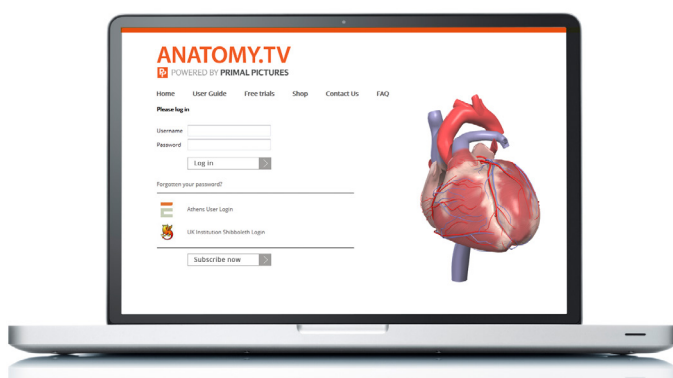 ANATOMY.TV
POWERED BY PRIMAL PICTURES
Home User Guide Free trials Shop Contact Us FAQ
Please log in
Username
Password
Log in
Forgotten your password?
Athens User Login
UK Institution Shibboleth Login
Subscribe now